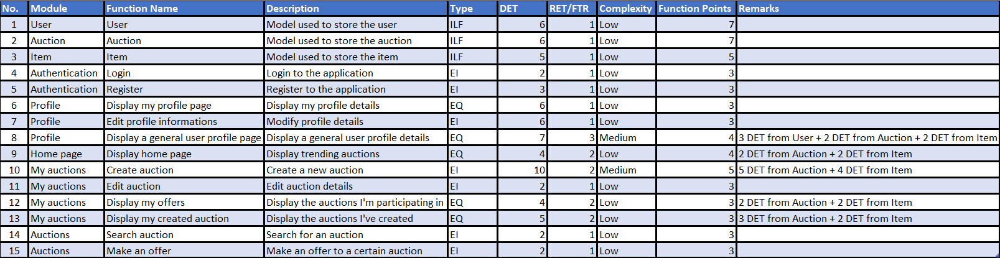 No. Module Function Name Description Type DET RET/FTR Complexity Function Points Remarks
1 User User Model used to store the user ILF 6 1 Low 7
2 Auction Auction Model used to store the auction ILF 6 1 Low 7
3 Item Item Model used to store the item ILF 5 1 Low 5
4 Authentication Login Login to the application EI 2 1 Low 3
5 Authentication Register Register to the application EI 3 1 Low 3
6 Profile Display my profile page Display my profile details EQ 6 1 Low 3
7 Profile Edit profile informations Modify profile details EI 6 1 Low 3
8 Profile Display a general user profile page Display a general user profile details EQ 7 3 Medium 4 3 DET from User + 2 DET from Auction + 2 DET from Item
9 Home page Display home page Display trending auctions EQ 4 2 Low 4 2 DET from Auction + 2 DET from Item
10 My auctions Create auction Create a new auction EI 10 2 Medium 5 5 DET from Auction + 4 DET from Item
11 My auctions Edit auction Edit auction details EI 2 1 Low 3
12 My auctions Display my offers Display the auctions I'm participating in EQ 4 2 Low 3 2 DET from Auction + 2 DET from Item
13 My auctions Display my created auction Display the auctions I've created EQ 5 2 Low 3 3 DET from Auction + 2 DET from Item
14 Auctions Search auction Search for an auction EI 2 1 Low 3
15 Auctions Make an offer Make an offer to a certain auction EI 2 1 Low 3